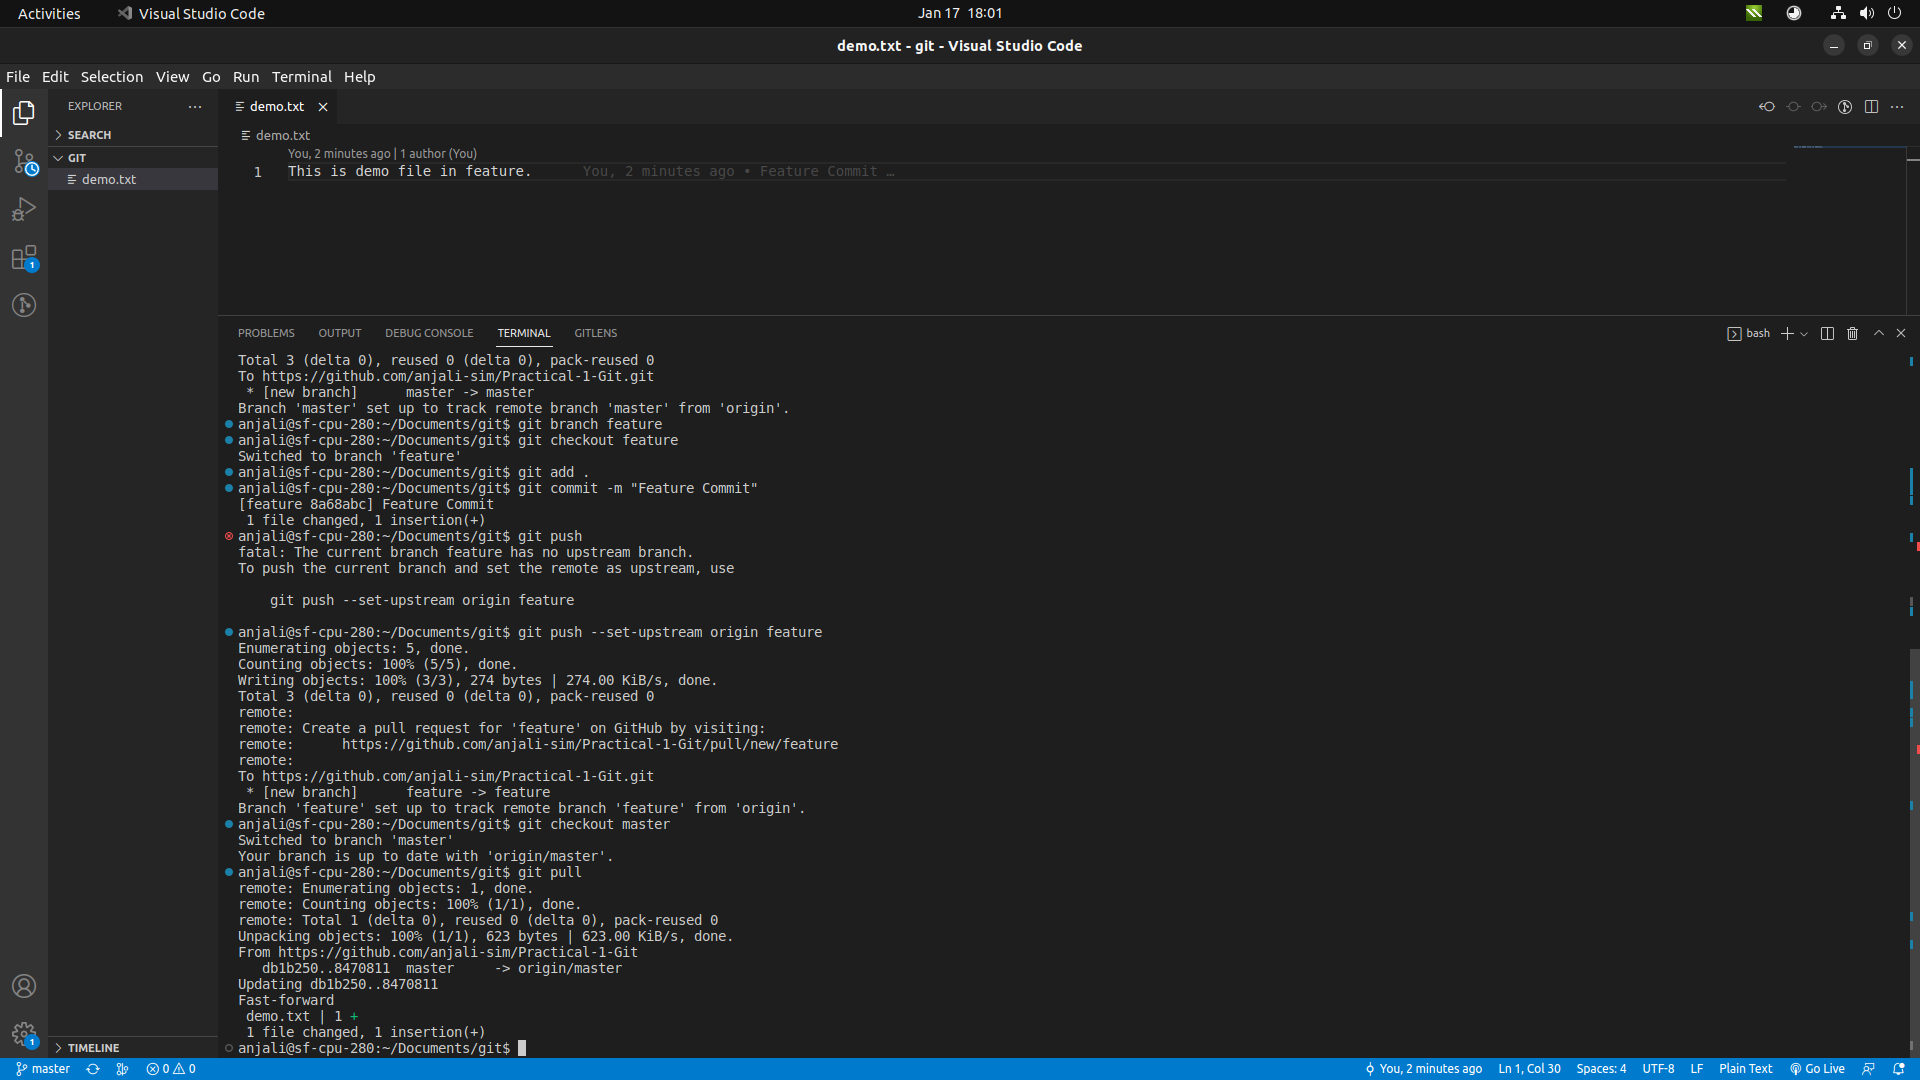 Activities Visual Studio Code Jan 17 18:01
demo.txt - git - Visual Studio Code
File Edit Selection View Go Run Terminal Help
EXPLORER
SEARCH
GIT
demo.txt
TIMELINE
demo.txt
demo.txt
You, 2 minutes ago | 1 author (You)
1 This is demo file in feature. You, 2 minutes ago • Feature Commit …
PROBLEMS OUTPUT DEBUG CONSOLE TERMINAL GITLENS bash
Total 3 (delta 0), reused 0 (delta 0), pack-reused 0
To https://github.com/anjali-sim/Practical-1-Git.git
* [new branch] master -> master
Branch 'master' set up to track remote branch 'master' from 'origin'.
anjali@sf-cpu-280:~/Documents/git$ git branch feature
anjali@sf-cpu-280:~/Documents/git$ git checkout feature
Switched to branch 'feature'
anjali@sf-cpu-280:~/Documents/git$ git add .
anjali@sf-cpu-280:~/Documents/git$ git commit -m "Feature Commit"
[feature 8a68abc] Feature Commit
1 file changed, 1 insertion(+)
anjali@sf-cpu-280:~/Documents/git$ git push
fatal: The current branch feature has no upstream branch.
To push the current branch and set the remote as upstream, use
git push --set-upstream origin feature
anjali@sf-cpu-280:~/Documents/git$ git push --set-upstream origin feature
Enumerating objects: 5, done.
Counting objects: 100% (5/5), done.
Writing objects: 100% (3/3), 274 bytes | 274.00 KiB/s, done.
Total 3 (delta 0), reused 0 (delta 0), pack-reused 0
remote:
remote: Create a pull request for 'feature' on GitHub by visiting:
remote: https://github.com/anjali-sim/Practical-1-Git/pull/new/feature
remote:
To https://github.com/anjali-sim/Practical-1-Git.git
* [new branch] feature -> feature
Branch 'feature' set up to track remote branch 'feature' from 'origin'.
anjali@sf-cpu-280:~/Documents/git$ git checkout master
Switched to branch 'master'
Your branch is up to date with 'origin/master'.
anjali@sf-cpu-280:~/Documents/git$ git pull
remote: Enumerating objects: 1, done.
remote: Counting objects: 100% (1/1), done.
remote: Total 1 (delta 0), reused 0 (delta 0), pack-reused 0
Unpacking objects: 100% (1/1), 623 bytes | 623.00 KiB/s, done.
From https://github.com/anjali-sim/Practical-1-Git
db1b250..8470811 master -> origin/master
Updating db1b250..8470811
Fast-forward
demo.txt | 1 +
1 file changed, 1 insertion(+)
anjali@sf-cpu-280:~/Documents/git$
1
1
master 0 0 You, 2 minutes ago Ln 1, Col 30 Spaces: 4 UTF-8 LF Plain Text Go Live